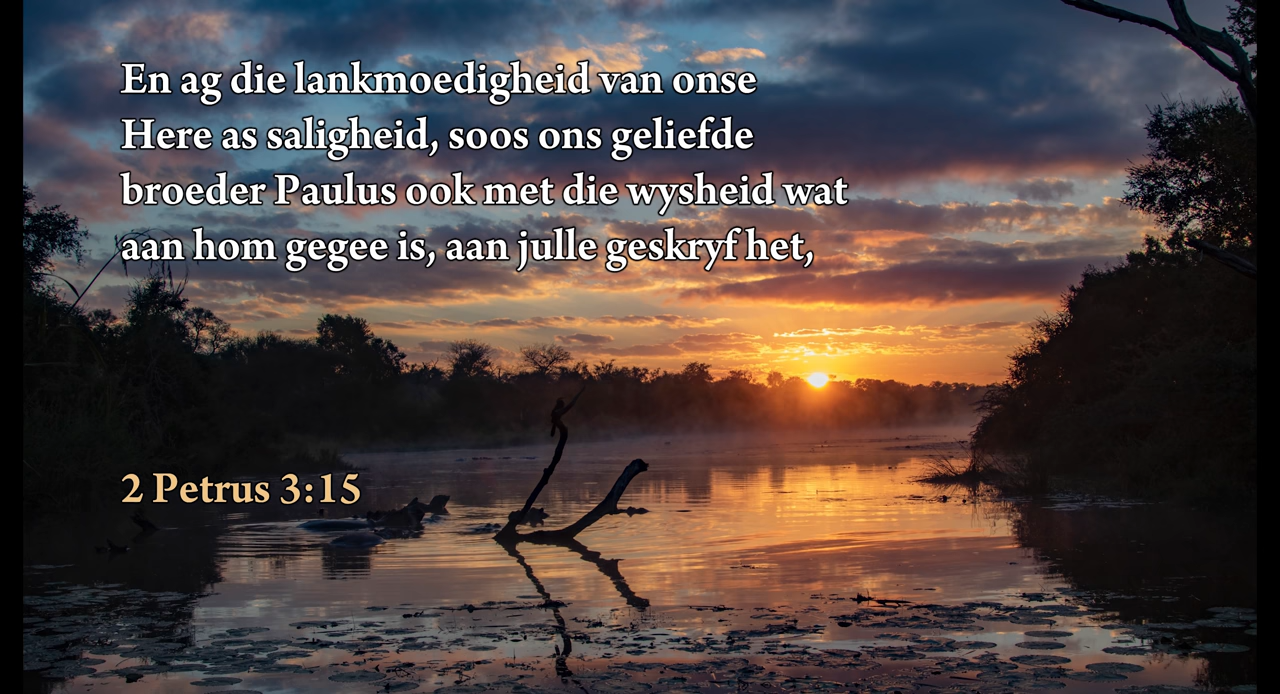 En ag die lankmoedigheid van onse
Here as saligheid, soos ons geliefde
broeder Paulus ook met die wysheid wat
aan hom gegee is, aan julle geskryf het,
2 Petrus 3:15